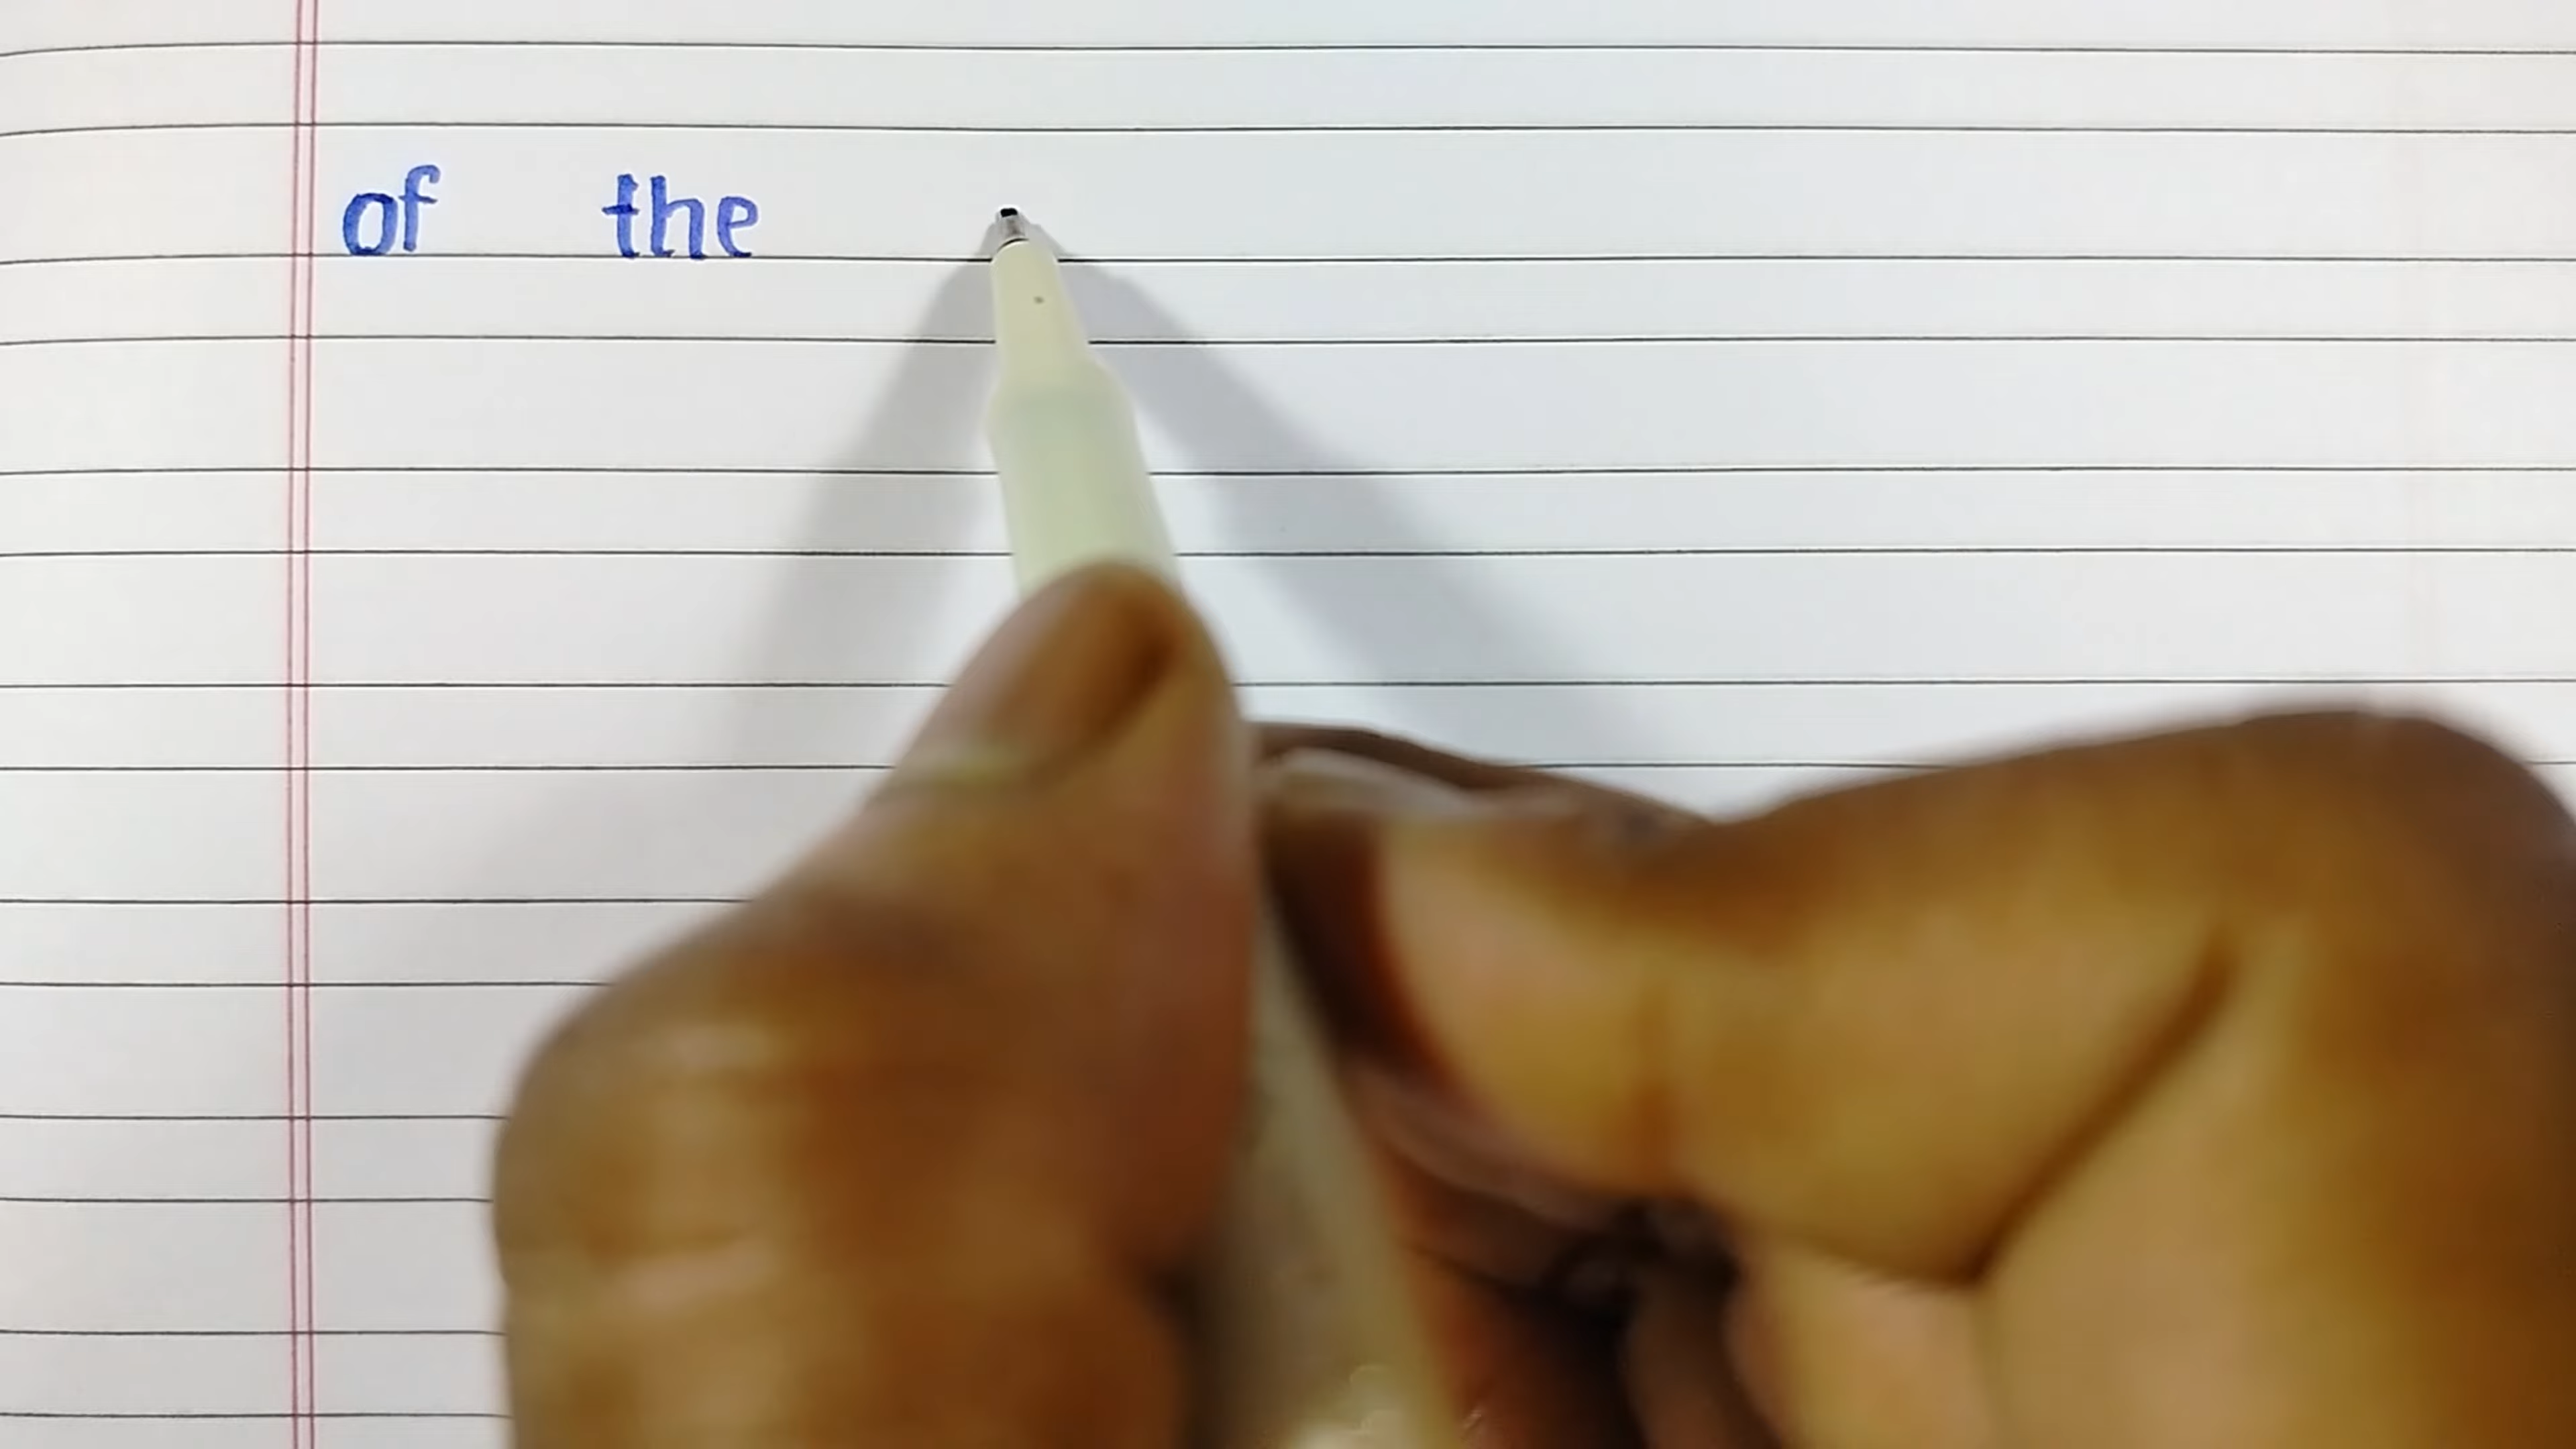 of the